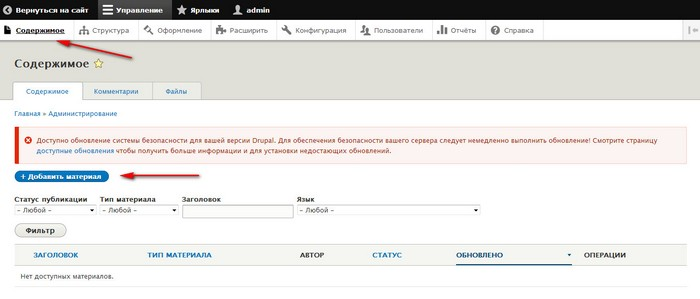 Вернуться на сайт Управление Ярлыки admin
Содержимое Структура Оформление Расширить Конфигурация Пользователи Отчёты Справка
Содержимое
Содержимое Комментарии Файлы
Главная » Администрирование
Доступно обновление системы безопасности для вашей версии Drupal. Для обеспечения безопасности вашего сервера следует немедленно выполнить обновление! Смотрите страницу
доступные обновления чтобы получить больше информации и для установки недостающих обновлений.
+ Добавить материал
Статус публикации Тип материала Заголовок Язык
- Любой - - Любой - - Любой -
Фильтр
ЗАГОЛОВОК ТИП МАТЕРИАЛА АВТОР СТАТУС ОБНОВЛЕНО ОПЕРАЦИИ
Нет доступных материалов.